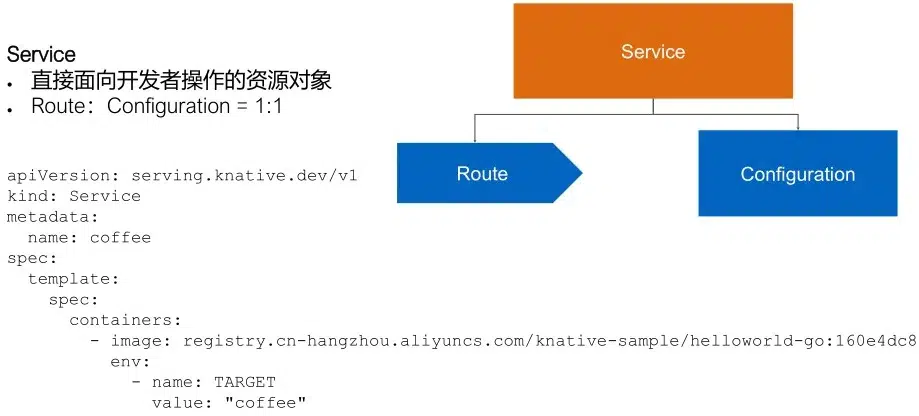 Service
• 直接面向开发者操作的资源对象
• Route：Configuration = 1:1
Service
Route
Configuration
apiVersion: serving.knative.dev/v1
kind: Service
metadata:
  name: coffee
spec:
  template:
    spec:
      containers:
        - image: registry.cn-hangzhou.aliyuncs.com/knative-sample/helloworld-go:160e4dc8
          env:
            - name: TARGET
              value: "coffee"